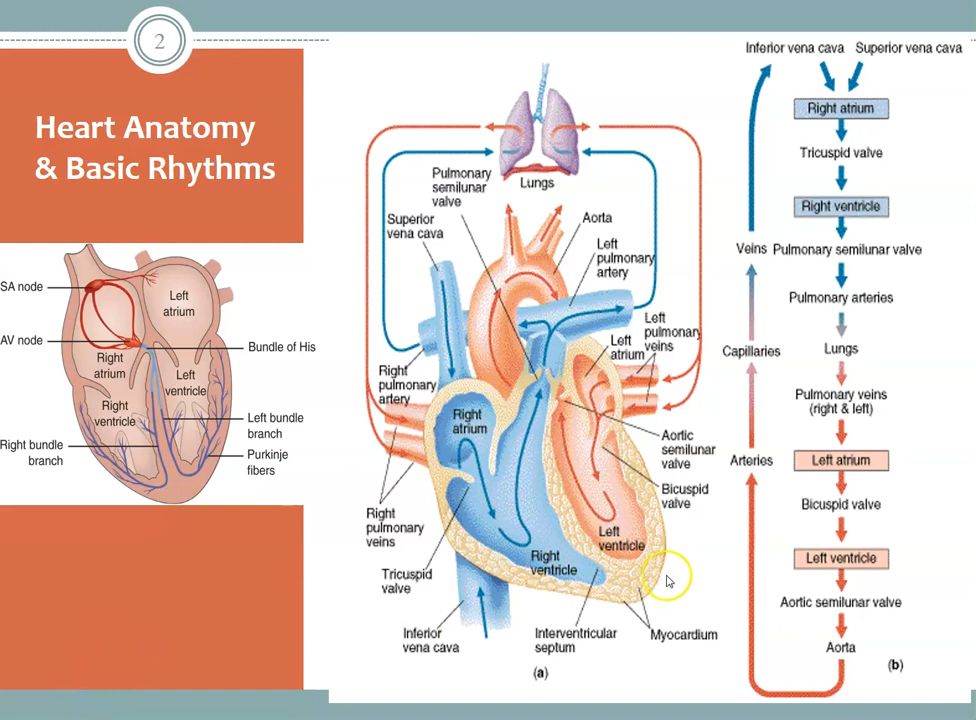 2
Heart Anatomy
& Basic Rhythms
SA node
AV node
Left
atrium
Right
atrium
Bundle of His
Left
ventricle
Right
ventricle
Left bundle
branch
Right bundle
branch
Purkinje
fibers
Lungs
Pulmonary
semilunar
valve
Aorta
Superior
vena cava
Left
pulmonary
artery
Left
pulmonary
veins
Left
atrium
Right
pulmonary
artery
Right
atrium
Aortic
semilunar
valve
Bicuspid
valve
Right
pulmonary
veins
Left
ventricle
Right
ventricle
Tricuspid
valve
Inferior
vena cava
Interventricular
septum
Myocardium
(a)
Inferior vena cava
Superior vena cava
Right atrium
Tricuspid valve
Right ventricle
Veins
Pulmonary semilunar valve
Pulmonary arteries
Capillaries
Lungs
Pulmonary veins
(right & left)
Arteries
Left atrium
Bicuspid valve
Left ventricle
Aortic semilunar valve
Aorta
(b)